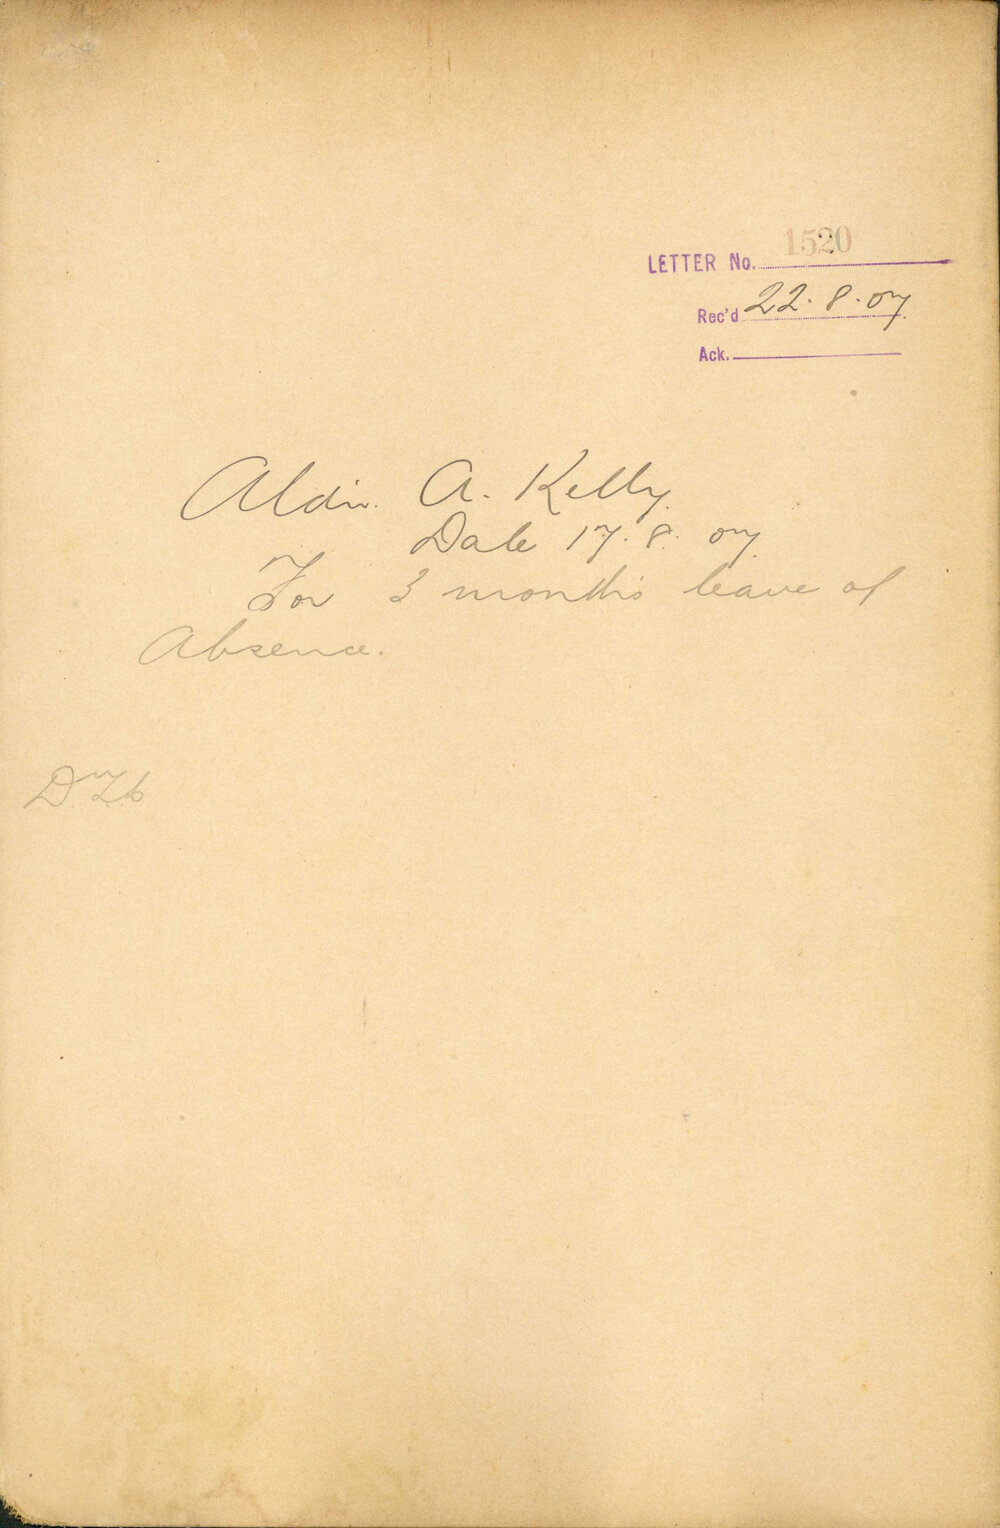 LETTER No. 1520
Rec'd 22.8.07
Ack.
Aldn. A. Kelly.
Date 17.8.07
For 3 months leave of
Absence.